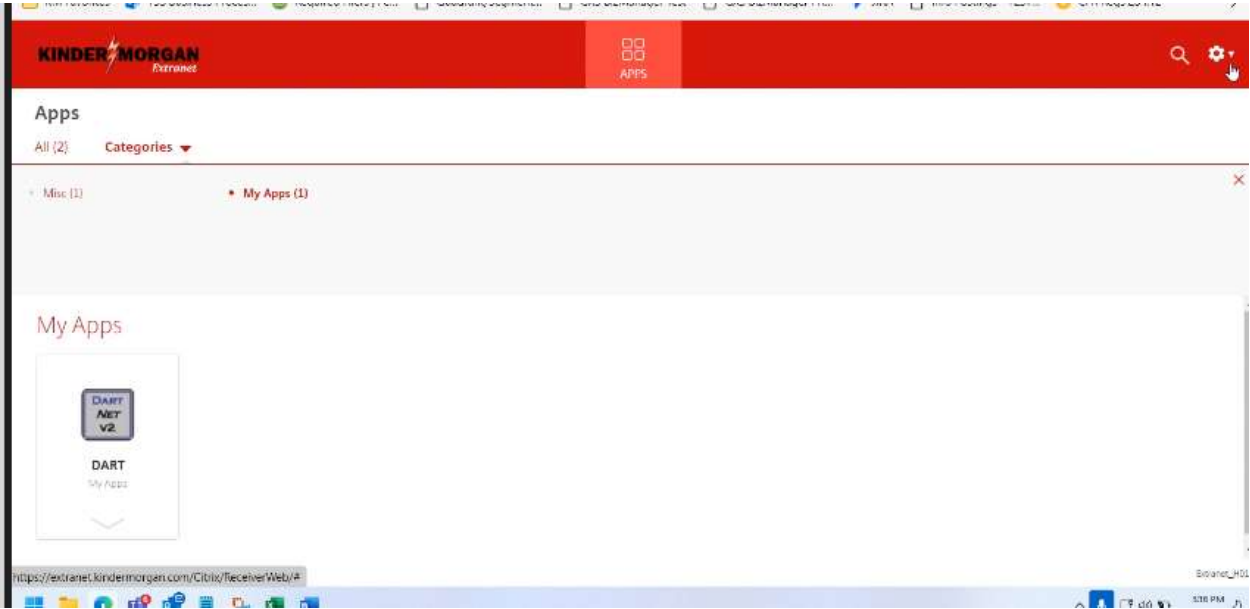 KINDER MORGAN
Extranet
APPS
Apps
All (2) Categories
Misc (1) My Apps (1)
My Apps
DART
NET
V2
DART
My Apps
https://extranet.kindermorgan.com/Citrix/ReceiverWeb/#